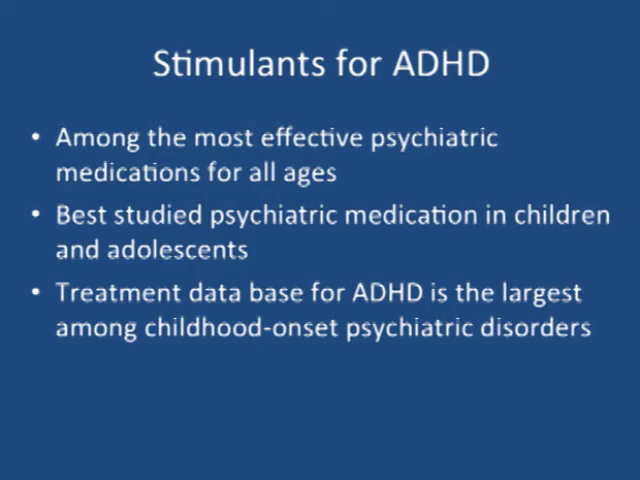 Stimulants for ADHD
• Among the most effective psychiatric
medications for all ages
• Best studied psychiatric medication in children
and adolescents
• Treatment data base for ADHD is the largest
among childhood-onset psychiatric disorders